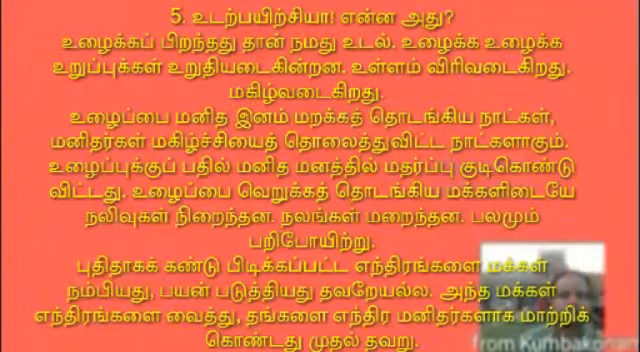 5. உடற்பயிற்சியா! என்ன அது?
உழைக்கப் பிறந்தது தான் நமது உடல். உழைக்க உழைக்க
உறுப்புக்கள் உறுதியடைகின்றன. உள்ளம் விரிவடைகிறது.
மகிழ்வடைகிறது.
உழைப்பை மனித இனம் மறக்கத் தொடங்கிய நாட்கள்,
மனிதர்கள் மகிழ்ச்சியைத் தொலைத்துவிட்ட நாட்களாகும்.
உழைப்புக்குப் பதில் மனித மனத்தில் மதர்ப்பு குடிகொண்டு
விட்டது. உழைப்பை வெறுக்கத் தொடங்கிய மக்களிடையே
நலிவுகள் நிறைந்தன. நலங்கள் மறைந்தன. பலமும்
பறிபோயிற்று.
புதிதாகக் கண்டு பிடிக்கப்பட்ட எந்திரங்களை மக்கள்
நம்பியது, பயன் படுத்தியது தவறேயல்ல. அந்த மக்கள்
எந்திரங்களை வைத்து, தங்களை எந்திர மனிதர்களாக மாற்றிக்
கொண்டது முதல் தவறு.
from Kumbakonam